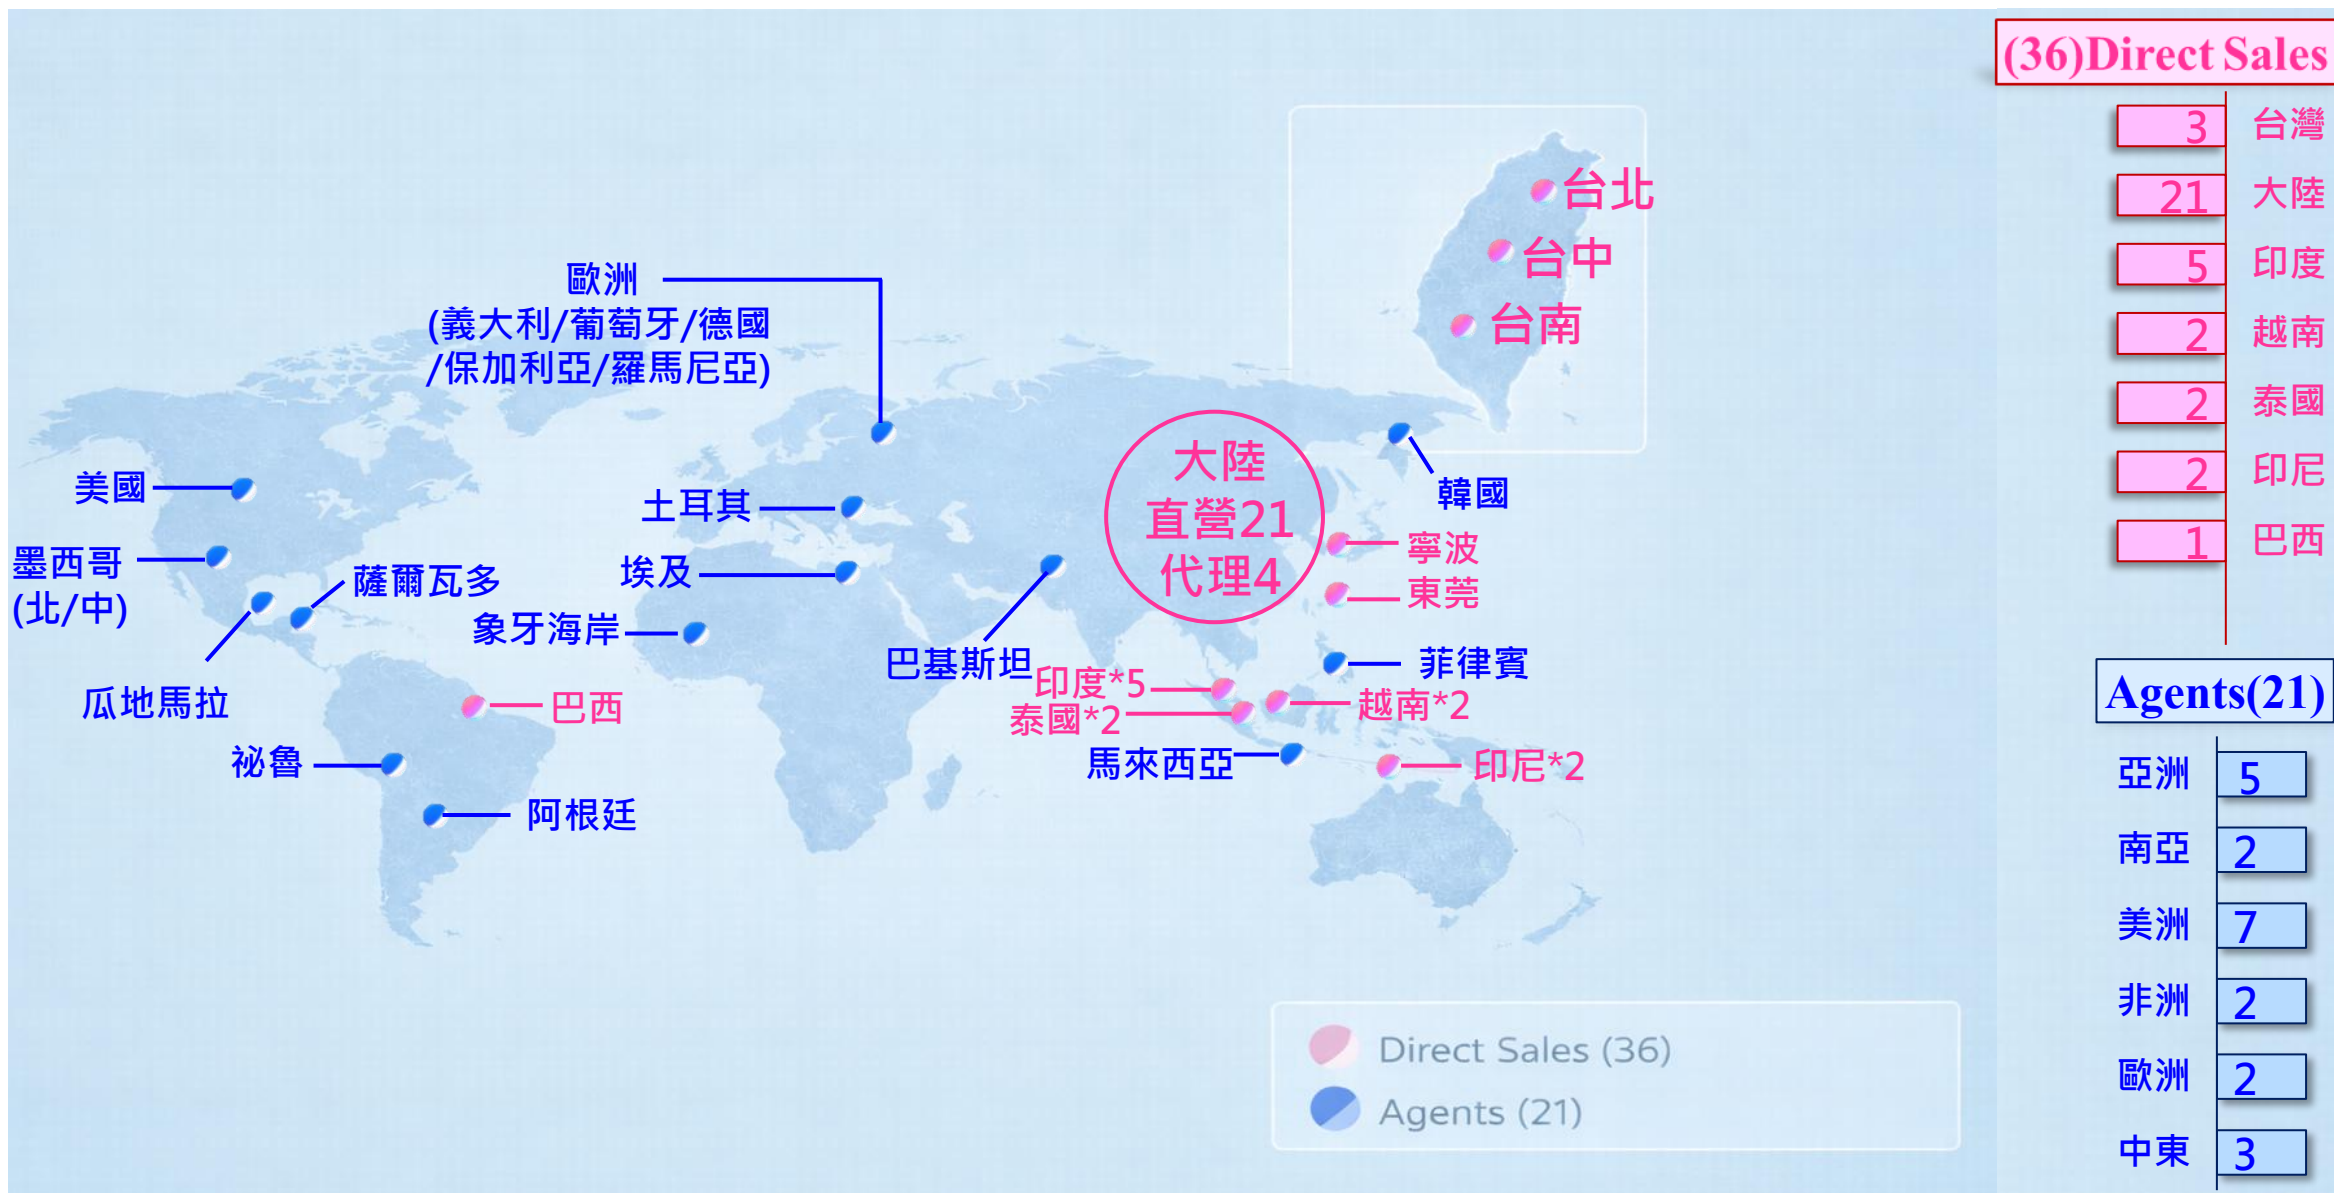 (36)Direct Sales
3 台灣
21 大陸
5 印度
2 越南
2 泰國
2 印尼
1 巴西
Agents(21)
亞洲 5
南亞 2
美洲 7
非洲 2
歐洲 2
中東 3
台北
台中
台南
歐洲
(義大利/葡萄牙/德國
/保加利亞/羅馬尼亞)
大陸
直營21
代理4
韓國
美國
土耳其
寧波
墨西哥
(北/中)
薩爾瓦多
埃及
東莞
象牙海岸
巴基斯坦
菲律賓
瓜地馬拉
巴西
印度*5
泰國*2
越南*2
祕魯
馬來西亞
印尼*2
阿根廷
Direct Sales (36)
Agents (21)